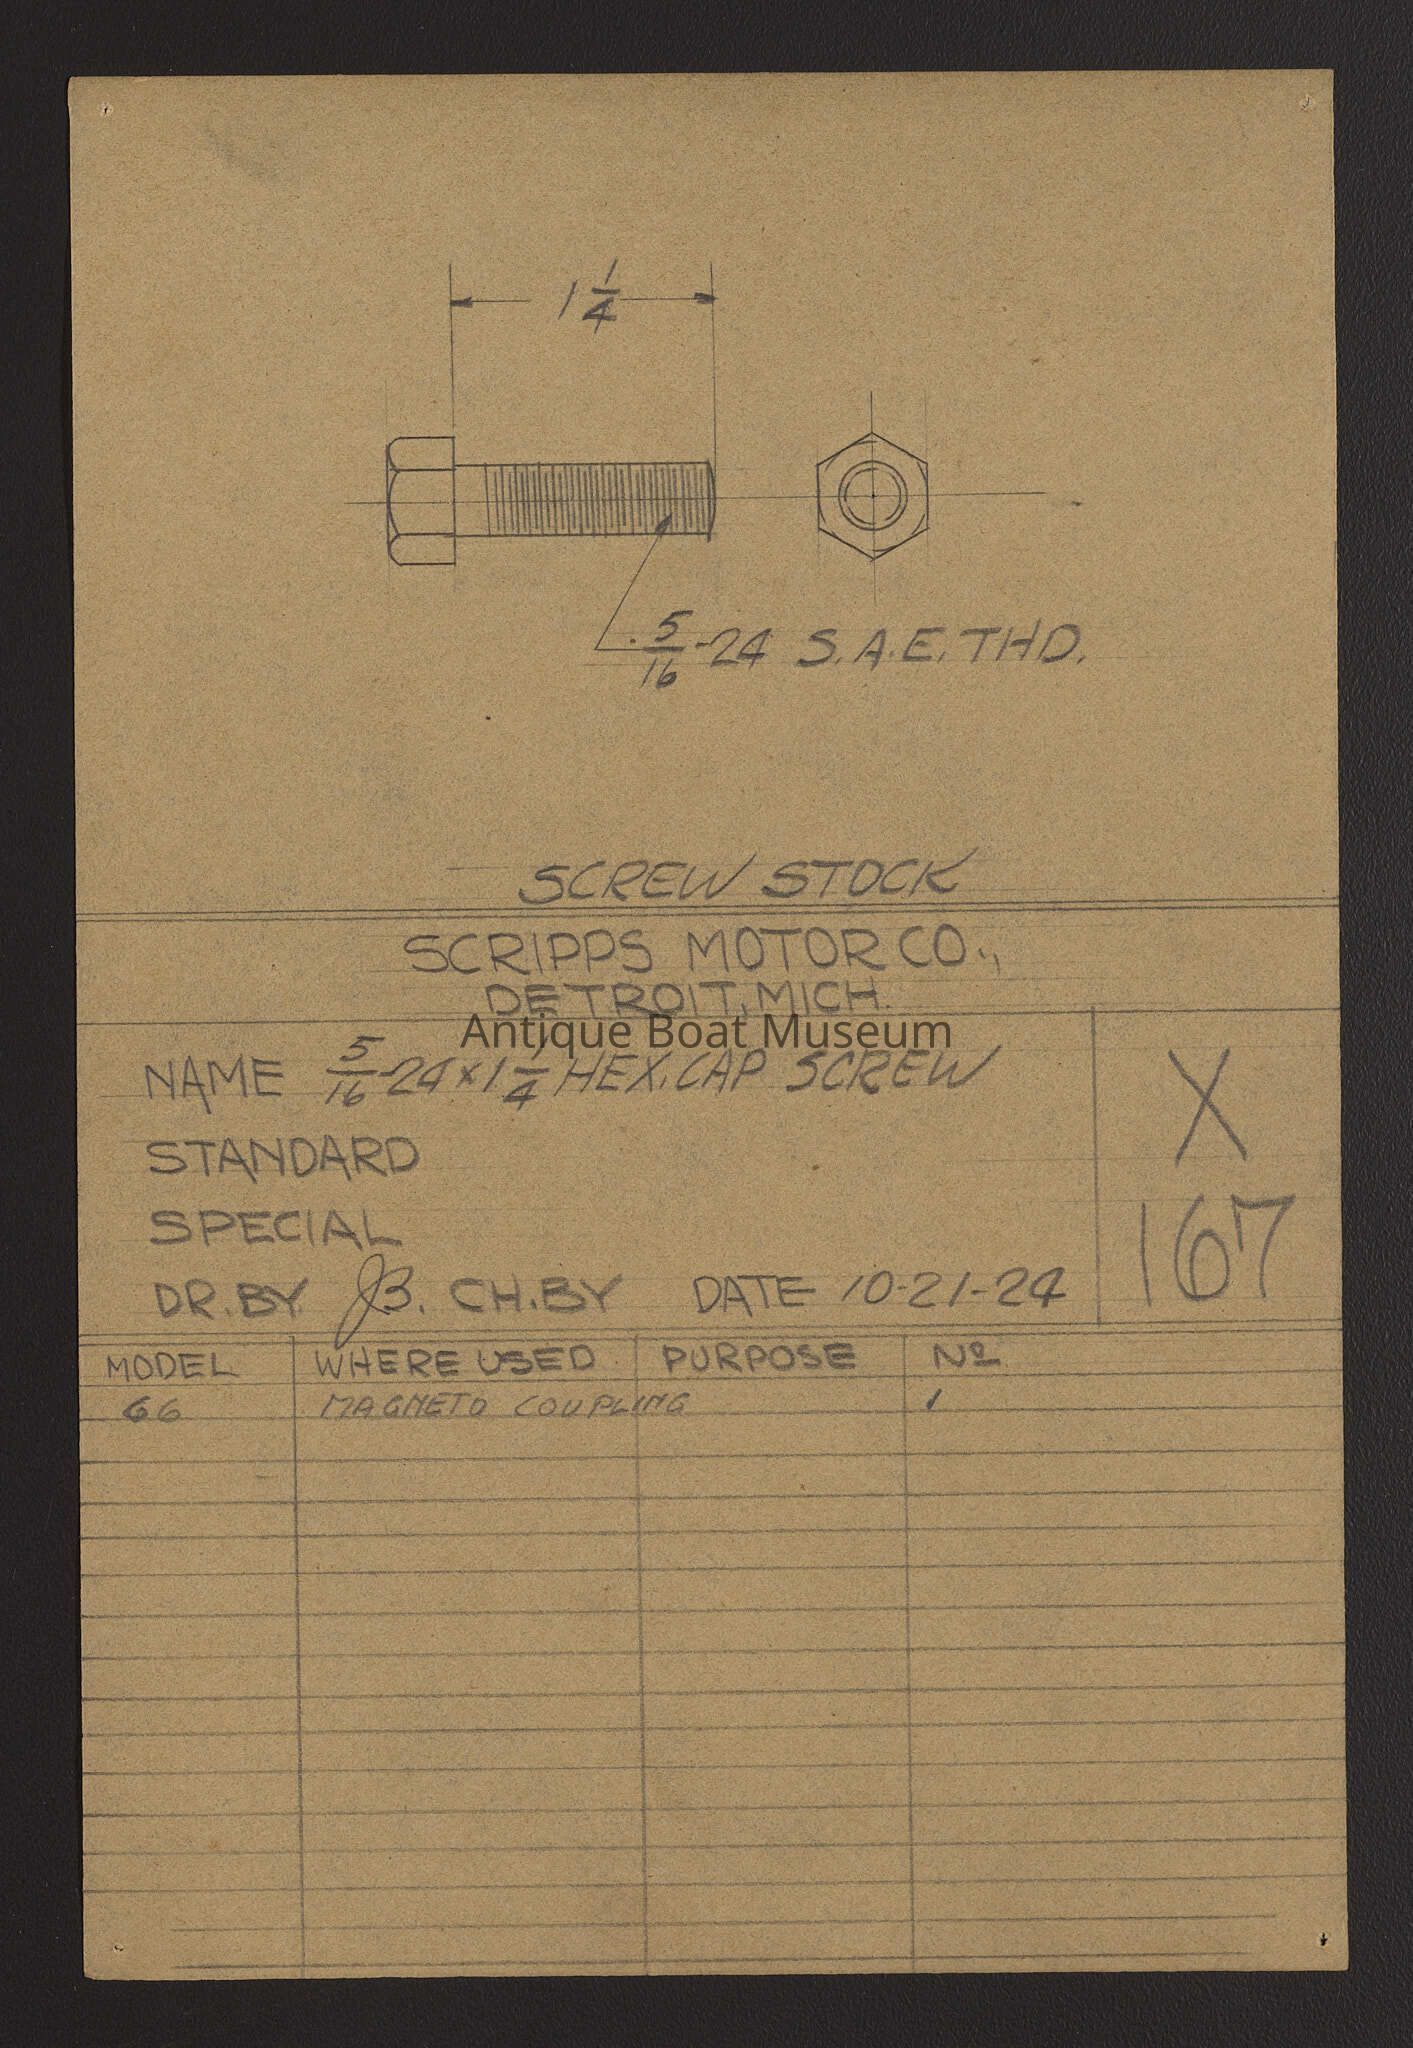 1 1/4
5/16-24 S.A.E. THD.
SCREW STOCK
SCRIPPS MOTOR CO.,
DETROIT, MICH.
Antique Boat Museum
NAME 5/16-24 x 1 1/4 HEX. CAP SCREW
X
STANDARD
167
SPECIAL
DR. BY JB. CH. BY DATE 10-21-24
MODEL WHERE USED PURPOSE No
66 MAGNETO COUPLING 1